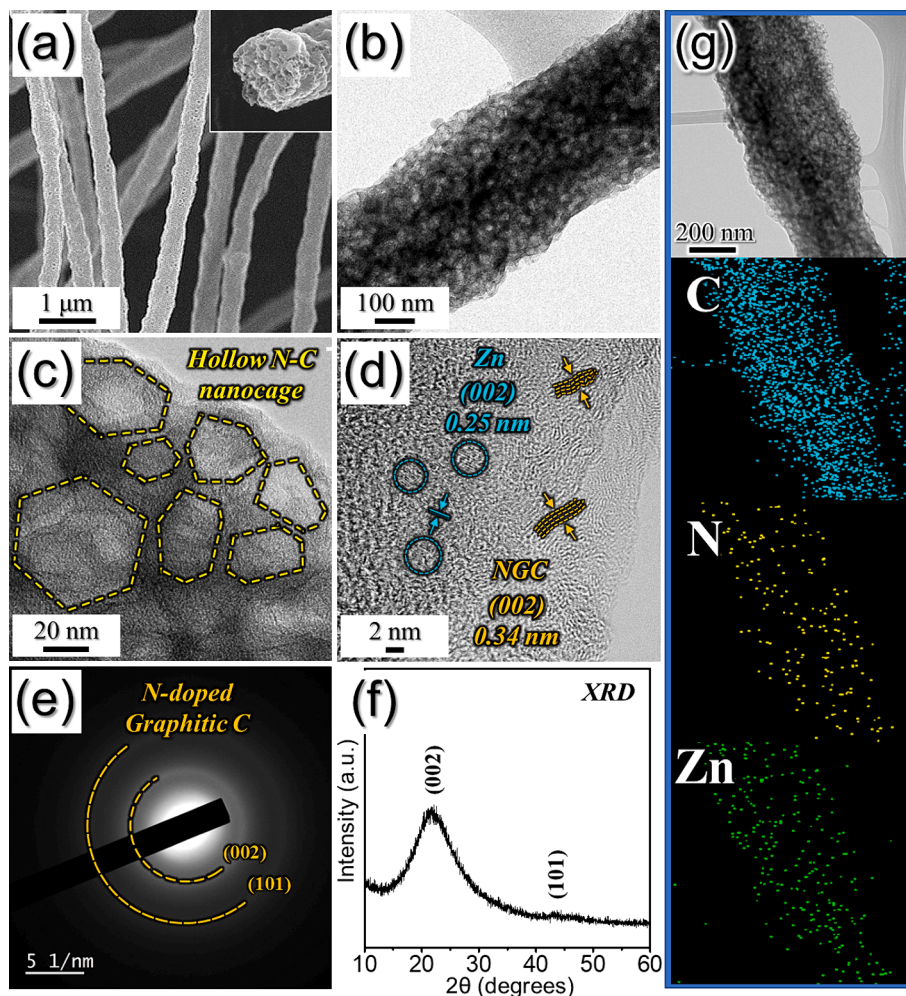 (a)
1 μm
(b)
100 nm
(c)
Hollow N-C
nanocage
20 nm
(d)
Zn
(002)
0.25 nm
NGC
(002)
0.34 nm
2 nm
(e)
N-doped
Graphitic C
(002)
(101)
5 1/nm
(f)
XRD
(002)
(101)
Intensity (a.u.)
10 20 30 40 50 60
2θ (degrees)
(g)
200 nm
C
N
Zn